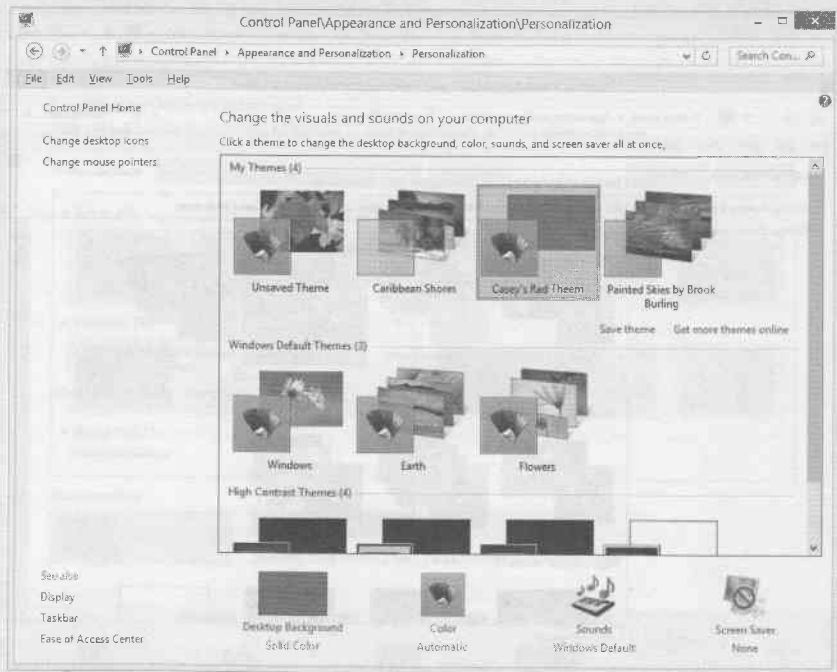 Control Panel\Appearance and Personalization\Personalization
Control Panel Appearance and Personalization Personalization
Search Con...
File Edit View Tools Help
Control Panel Home
Change desktop icons
Change mouse pointers
Change the visuals and sounds on your computer
Click a theme to change the desktop background, color, sounds, and screen saver all at once.
My Themes (4)
Unsaved Theme
Caribbean Shores
Casey's Rad Theem
Painted Skies by Brook
Burling
Save theme Get more themes online
Windows Default Themes (3)
Windows
Earth
Flowers
High Contrast Themes (4)
See also
Display
Taskbar
Ease of Access Center
Desktop Background
Solid Color
Color
Automatic
Sounds
Windows Default
Screen Saver
None